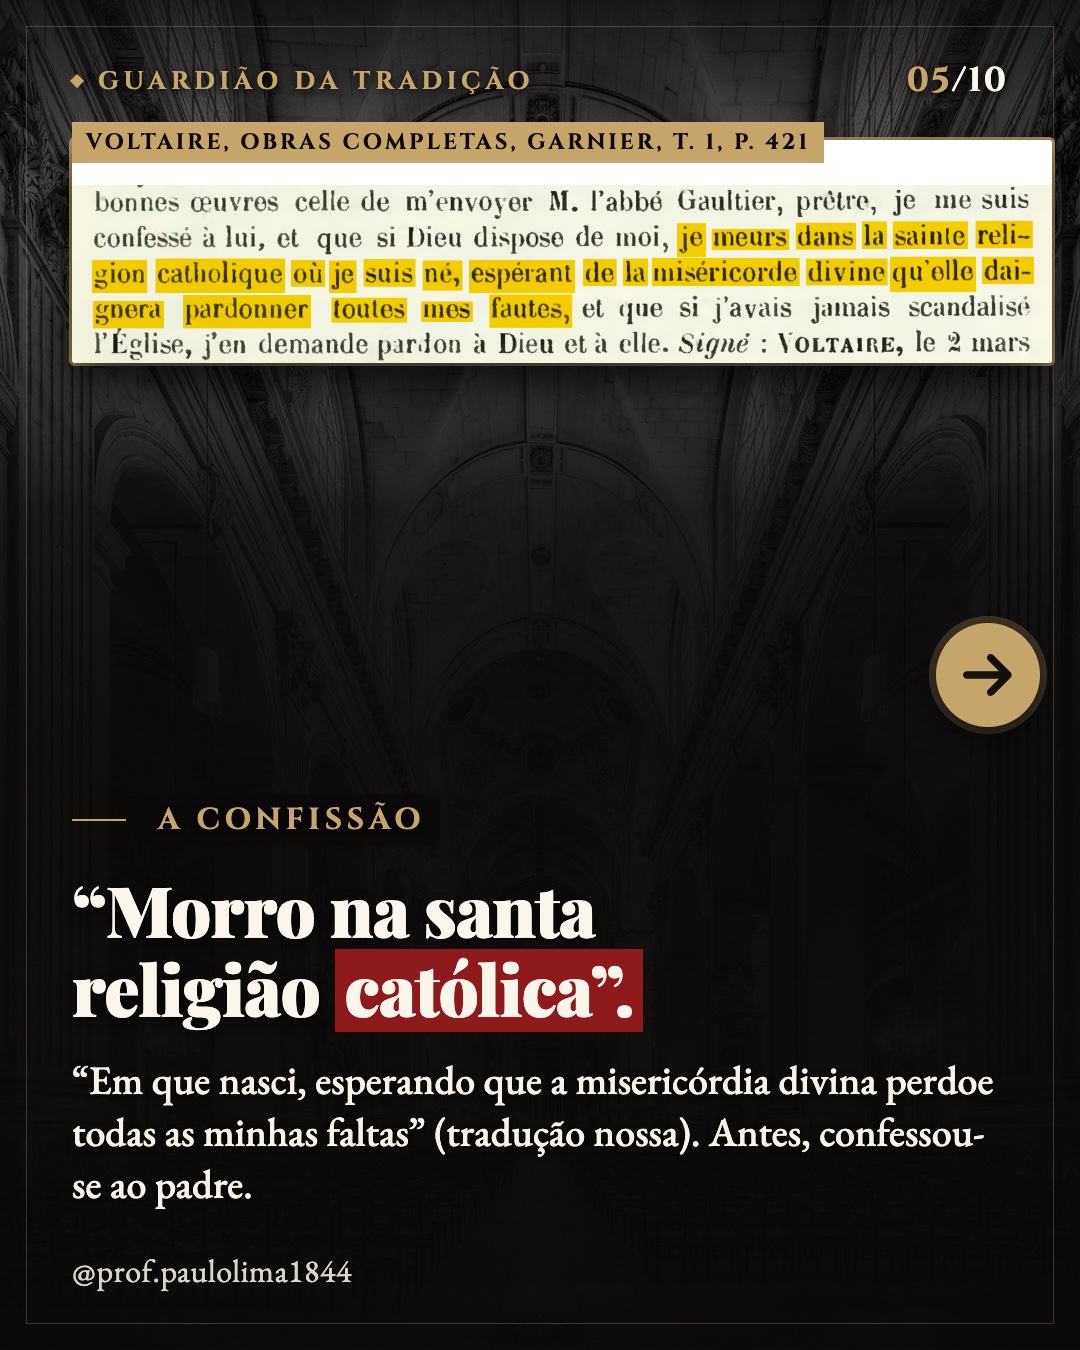 GUARDIÃO DA TRADIÇÃO
05/10
VOLTAIRE, OBRAS COMPLETAS, GARNIER, T. 1, P. 421
bonnes œuvres celle de m'envoyer M. l'abbé Gaultier, prêtre, je me suis
confessé à lui, et que si Dieu dispose de moi, je meurs dans la sainte reli-
gion catholique où je suis né, espérant de la miséricorde divine qu'elle dai-
gnera pardonner toutes mes fautes, et que si j'avais jamais scandalisé
l'Église, j'en demande pardon à Dieu et à elle. Signé : VOLTAIRE, le 2 mars
A CONFISSÃO
“Morro na santa
religião católica”.
“Em que nasci, esperando que a misericórdia divina perdoe
todas as minhas faltas” (tradução nossa). Antes, confessou-
se ao padre.
@prof.paulolima1844